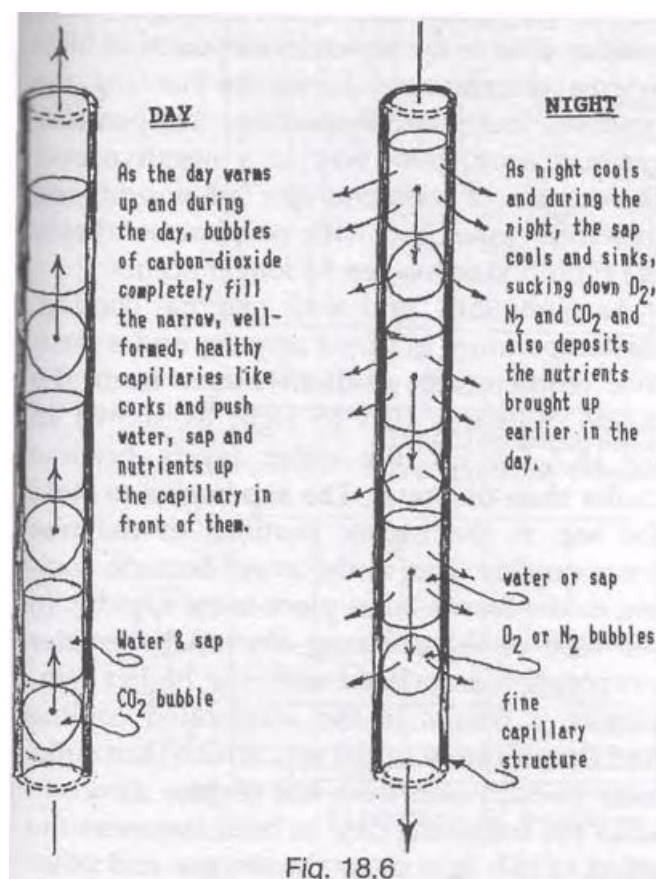 DAY
As the day warms
up and during
the day, bubbles
of carbon-dioxide
completely fill
the narrow, well-
formed, healthy
capillaries like
corks and push
water, sap and
nutrients up
the capillary in
front of them.
Water & sap
CO₂ bubble
NIGHT
As night cools
and during the
night, the sap
cools and sinks,
sucking down O₂,
N₂ and CO₂ and
also deposits
the nutrients
brought up
earlier in the
day.
water or sap
O₂ or N₂ bubbles
fine
capillary
structure
Fig. 18.6